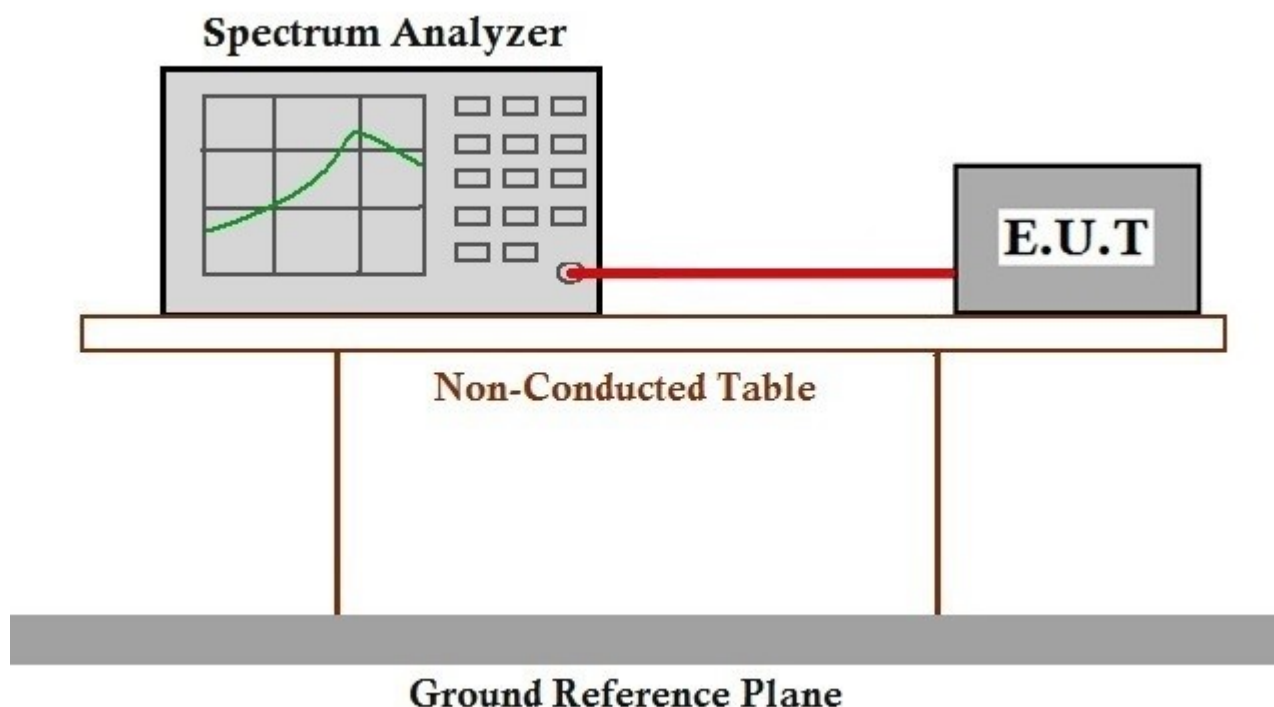 Spectrum Analyzer
E.U.T
Non-Conducted Table
Ground Reference Plane